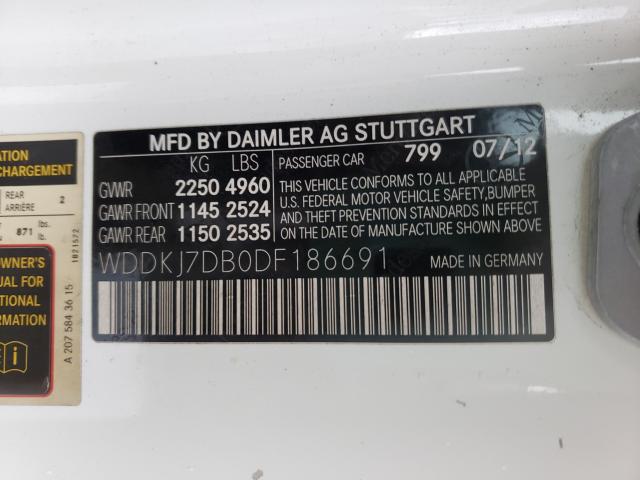 MFD BY DAIMLER AG STUTTGART
KG LBS PASSENGER CAR 799 07/12
GVWR 2250 4960
GAWR FRONT 1145 2524
GAWR REAR 1150 2535
THIS VEHICLE CONFORMS TO ALL APPLICABLE
U.S. FEDERAL MOTOR VEHICLE SAFETY, BUMPER
AND THEFT PREVENTION STANDARDS IN EFFECT
ON THE DATE OF MANUFACTURE SHOWN ABOVE
WDDKJ7DB0DF186691 MADE IN GERMANY
ATION
CHARGEMENT
REAR
ARRIÈRE 2
871 lbs.
lb.
1821572
WNER'S
UAL FOR
TIONAL
RMATION
i
A 207 584 36 15